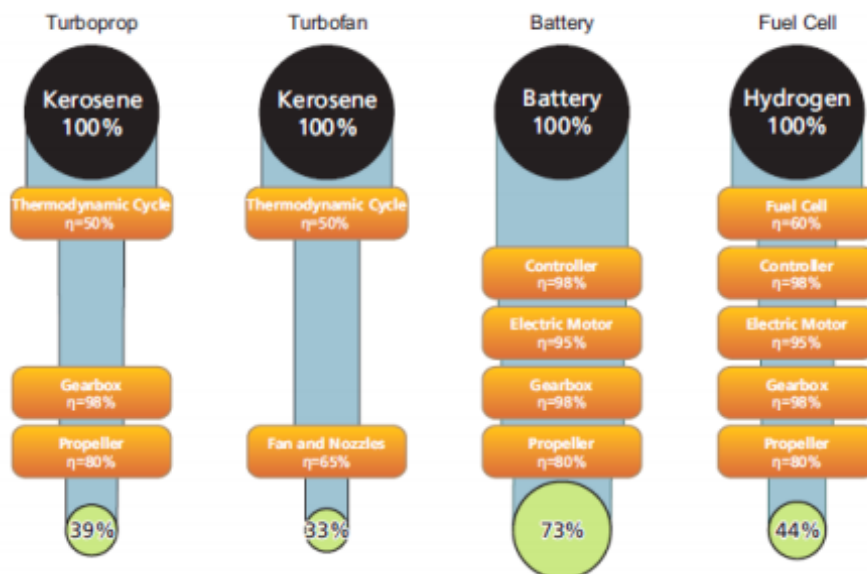 Turboprop
Turbofan
Battery
Fuel Cell
Kerosene
100%
Kerosene
100%
Battery
100%
Hydrogen
100%
Thermodynamic Cycle
η=50%
Thermodynamic Cycle
η=50%
Fuel Cell
η=60%
Controller
η=98%
Controller
η=98%
Electric Motor
η=95%
Electric Motor
η=95%
Gearbox
η=98%
Gearbox
η=98%
Gearbox
η=98%
Propeller
η=80%
Fan and Nozzles
η=65%
Propeller
η=80%
Propeller
η=80%
39%
33%
73%
44%